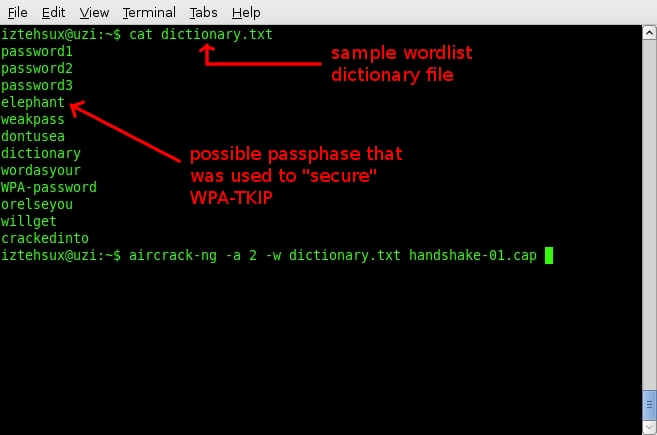 File Edit View Terminal Tabs Help
iztehsux@uzi:~$ cat dictionary.txt
password1
password2
password3
elephant
weakpass
dontusea
dictionary
wordasyour
WPA-password
orelseyou
willget
crackedinto
iztehsux@uzi:~$ aircrack-ng -a 2 -w dictionary.txt handshake-01.cap
sample wordlist
dictionary file
possible passphase that
was used to "secure"
WPA-TKIP